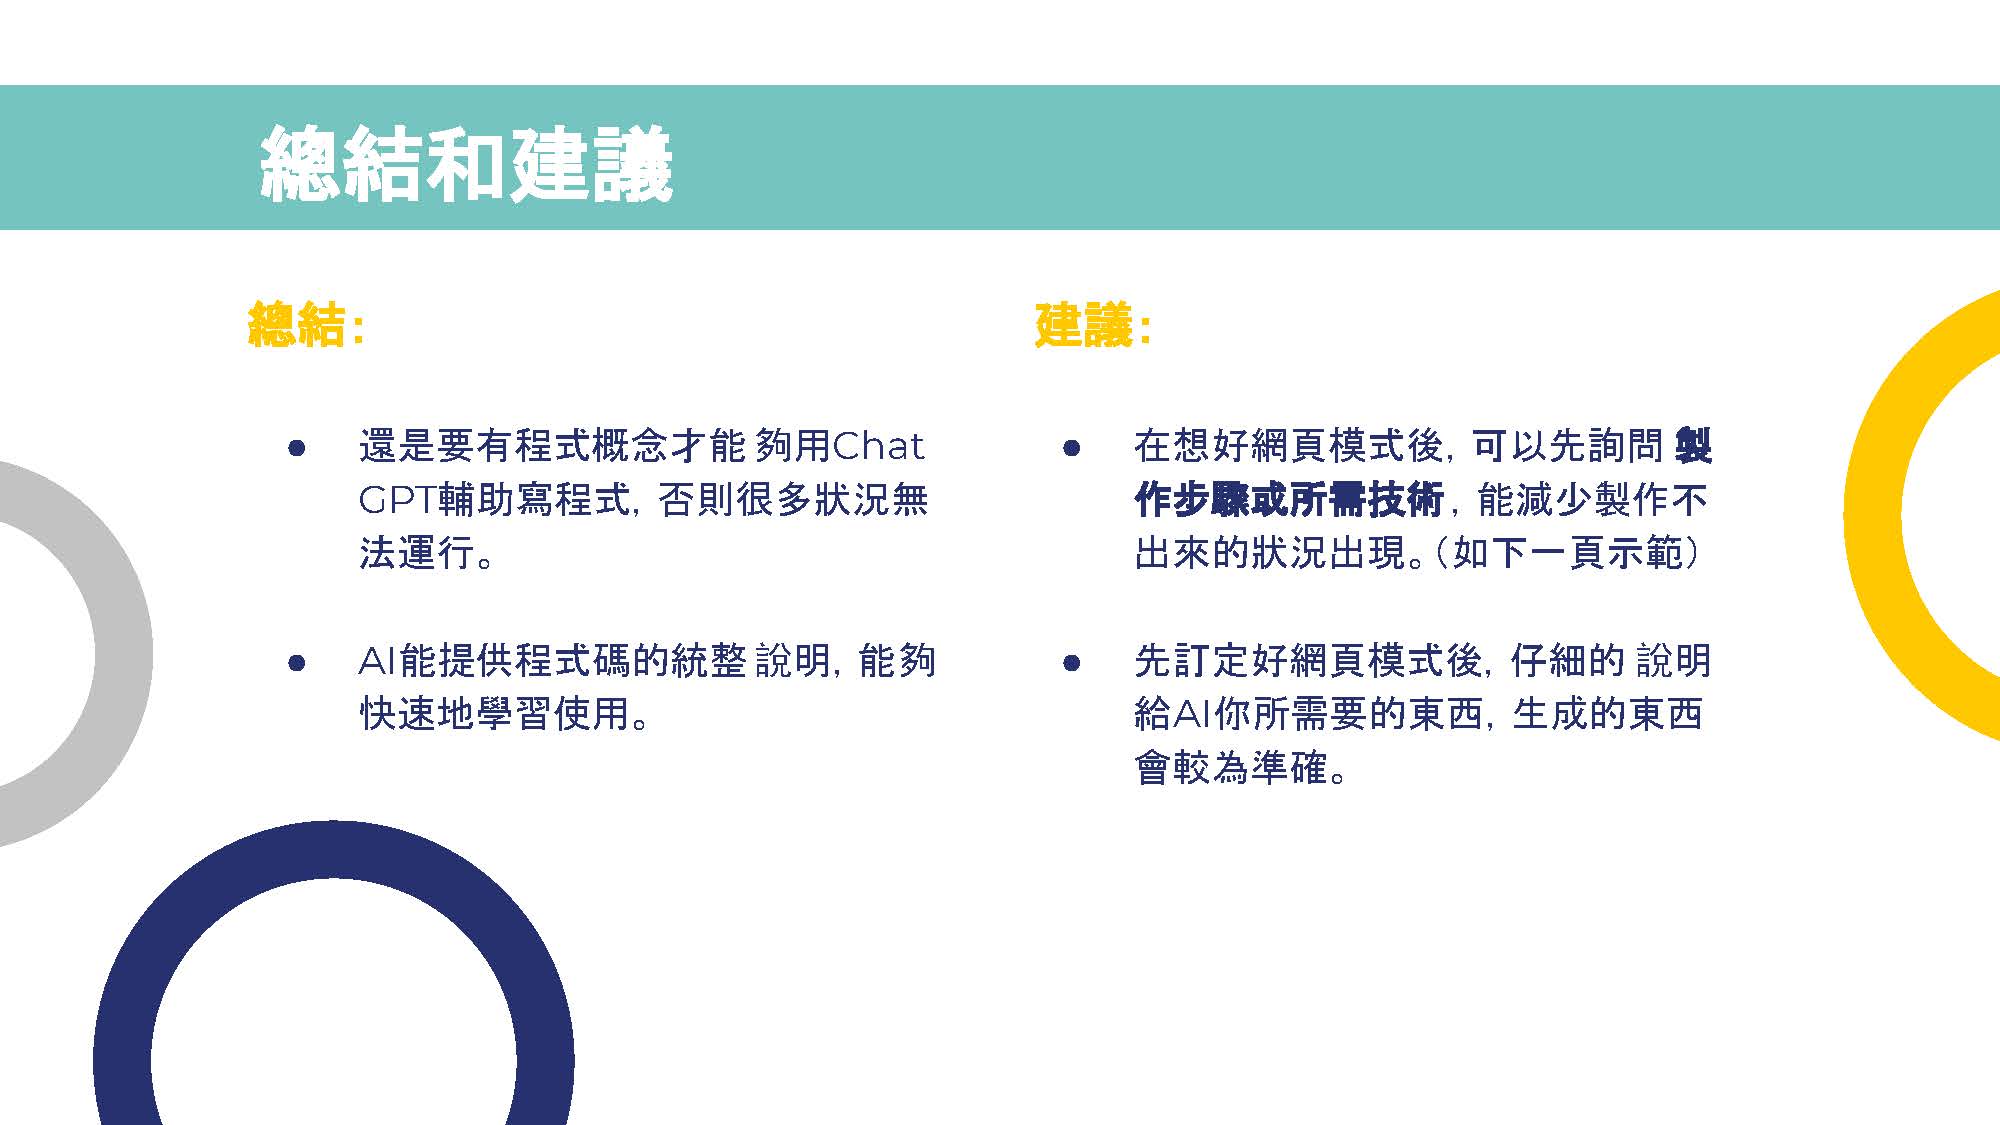 總結和建議
總結：
● 還是要有程式概念才能夠用Chat
GPT輔助寫程式，否則很多狀況無
法運行。
● AI能提供程式碼的統整說明，能夠
快速地學習使用。
建議：
● 在想好網頁模式後，可以先詢問製
作步驟或所需技術，能減少製作不
出來的狀況出現。（如下一頁示範）
● 先訂定好網頁模式後，仔細的說明
給AI你所需要的東西，生成的東西
會較為準確。